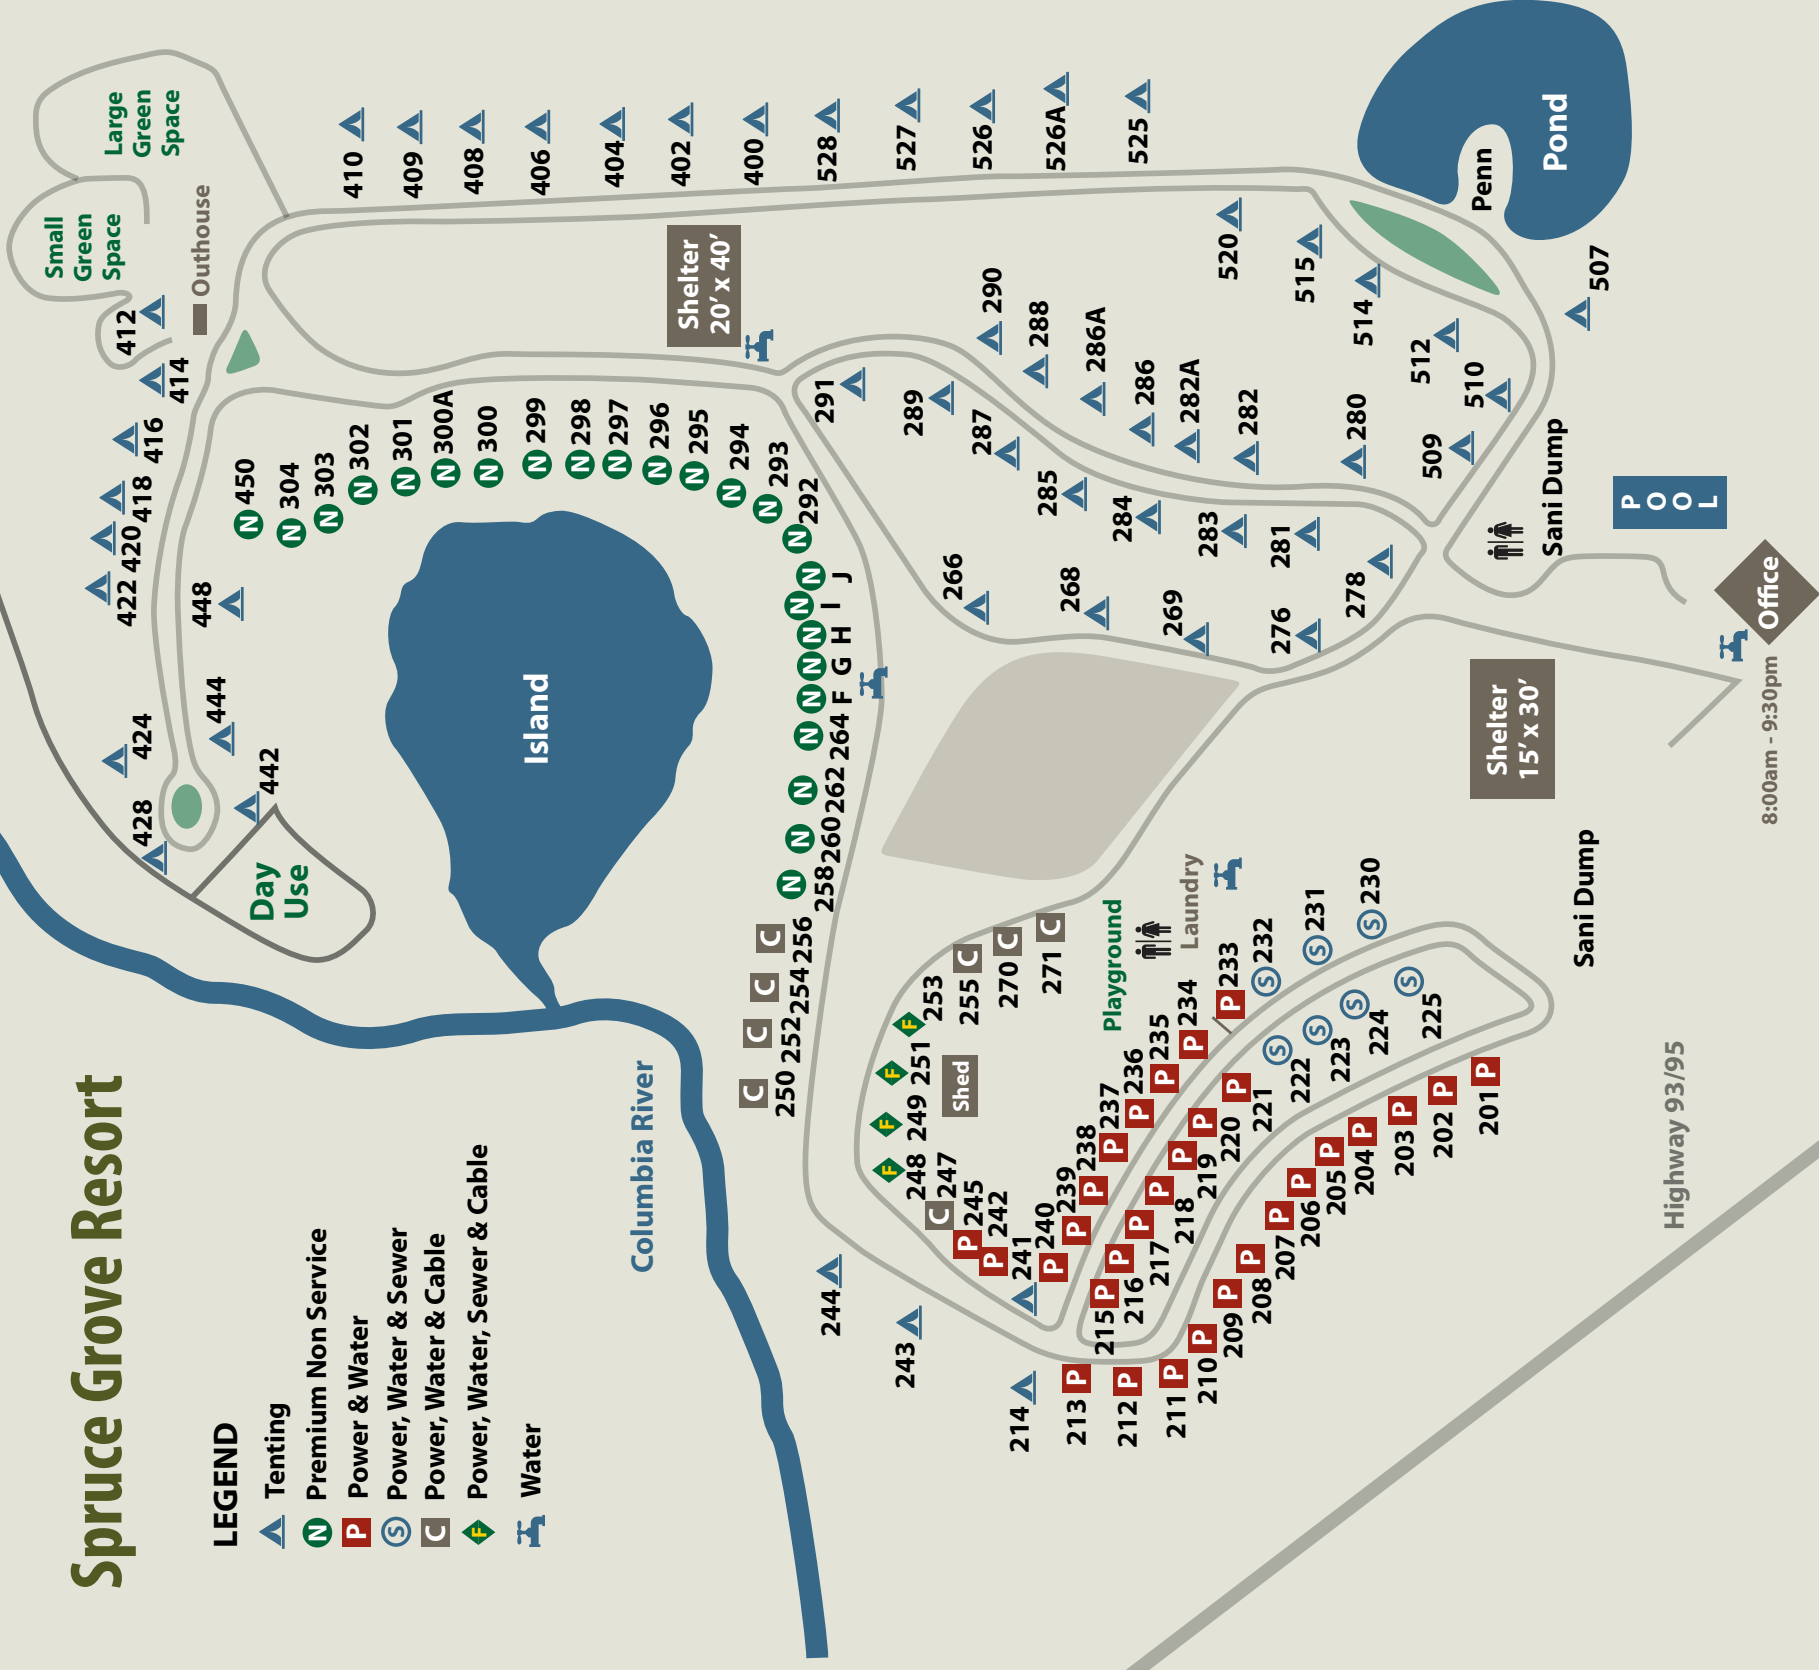 Spruce Grove Resort
LEGEND
Tenting
N Premium Non Service
P Power & Water
S Power, Water & Sewer
C Power, Water & Cable
F Power, Water, Sewer & Cable
Water
Columbia River
Day
Use
Island
Small
Green
Space
Large
Green
Space
Outhouse
428
424
422
420
418
416
414
412
442
444
448
N 450
N 304
N 303
N 302
N 301
N 300A
N 300
N 299
N 298
N 297
N 296
N 295
N 294
N 293
N 292
N J
N I
N H
N G
N F
N 264
N 262
N 260
N 258
C 256
C 254
C 252
C 250
410
409
408
406
404
402
400
528
527
526
526A
525
Shelter
20’ x 40’
291
289
287
285
284
283
281
278
290
288
286A
286
282A
282
280
266
268
269
276
520
515
514
512
510
509
507
Penn
Pond
Sani Dump
POOL
Office
8:00am - 9:30pm
Shelter
15’ x 30’
Sani Dump
244
243
214
F 248
F 249
F 251
F 253
C 255
C 270
C 271
Shed
C 247
P 245
P 242
241
P 240
P 239
P 238
P 237
P 236
P 235
P 234
P 233
S 232
S 231
S 230
Playground
Laundry
P 215
P 216
P 217
P 218
P 219
P 220
P 221
S 222
S 223
S 224
S 225
P 213
P 212
P 211
P 210
P 209
P 208
P 207
P 206
P 205
P 204
P 203
P 202
P 201
Highway 93/95